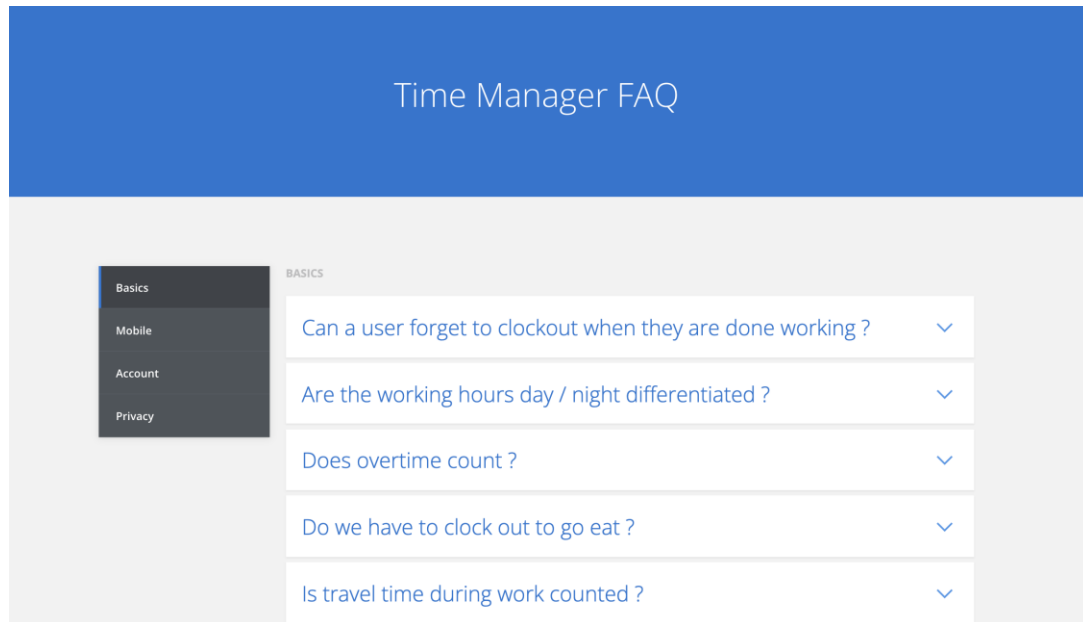 Time Manager FAQ
Basics
Mobile
Account
Privacy
BASICS
Can a user forget to clockout when they are done working ?
Are the working hours day / night differentiated ?
Does overtime count ?
Do we have to clock out to go eat ?
Is travel time during work counted ?